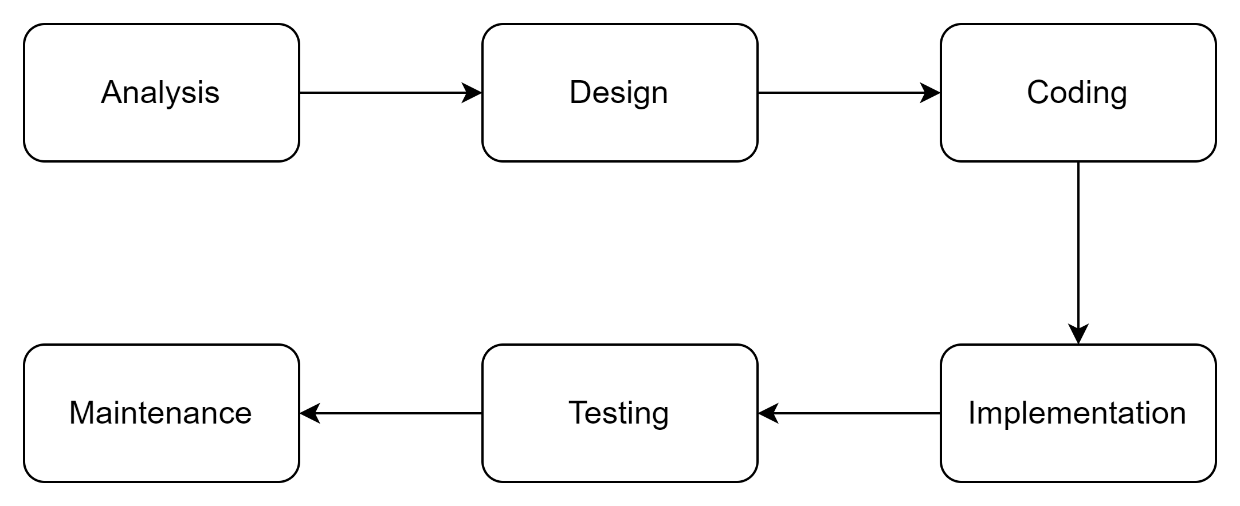 Analysis
Design
Coding
Implementation
Testing
Maintenance